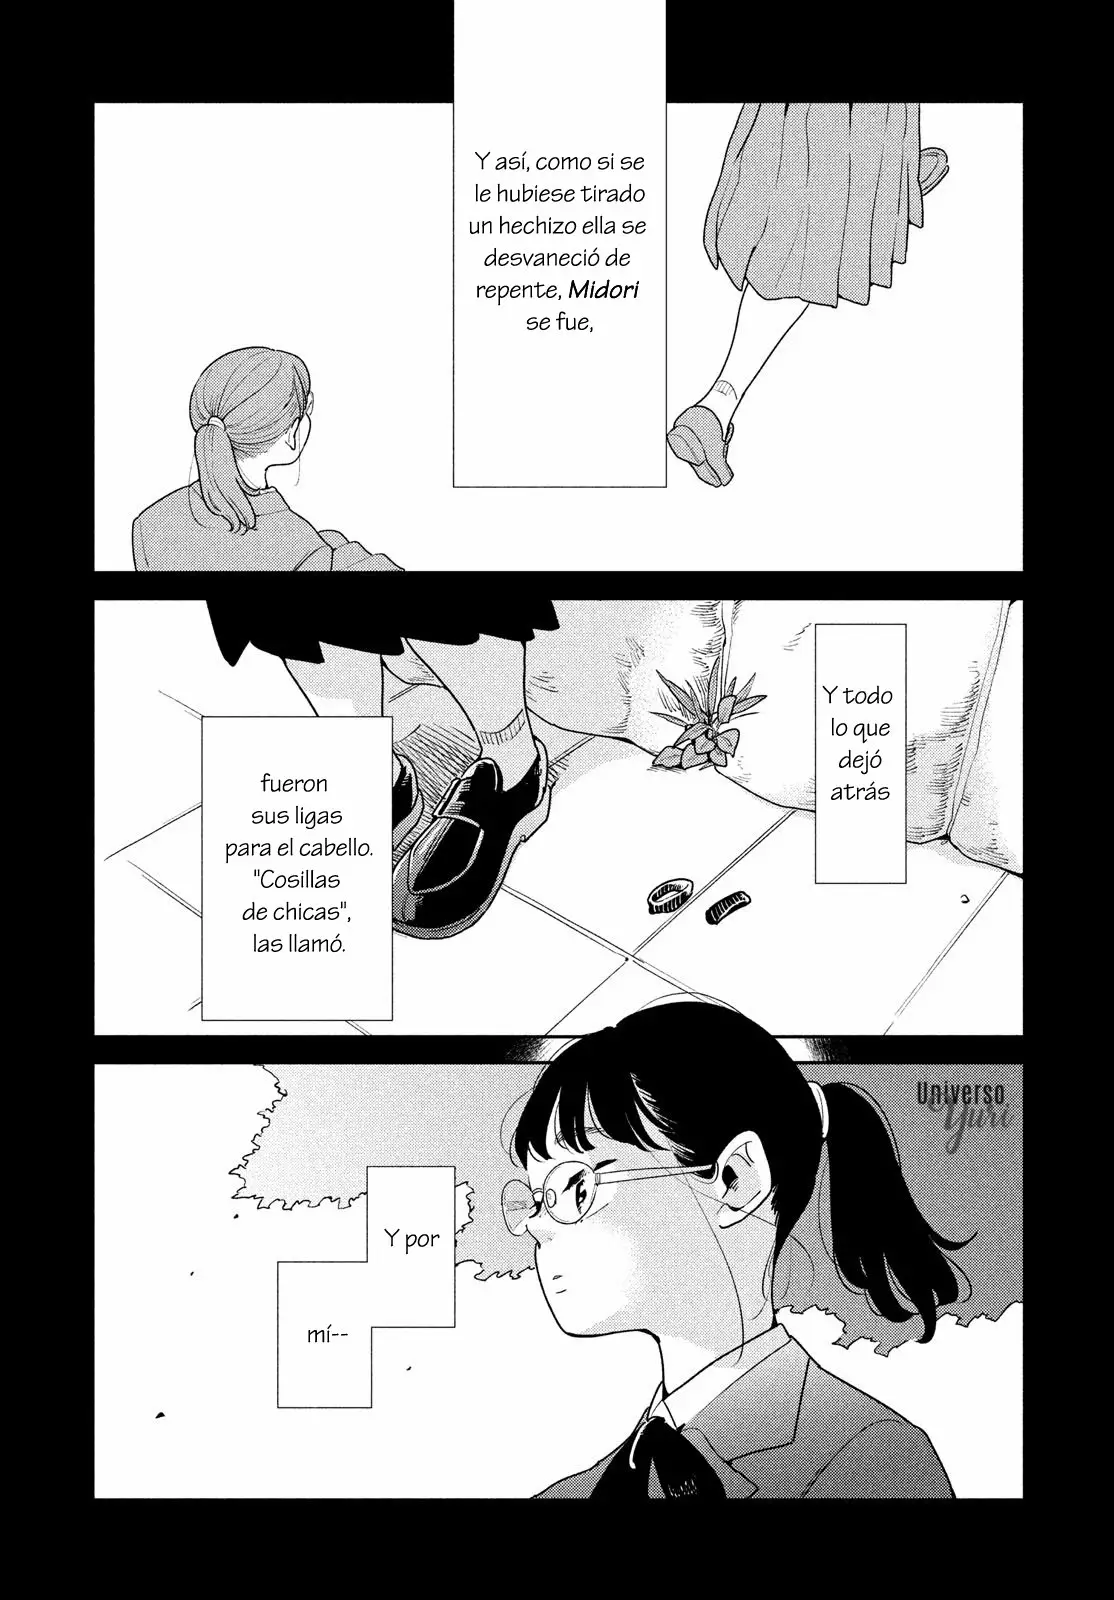 Y así, como si se
le hubiese tirado
un hechizo ella se
desvaneció de
repente, Midori
se fue,
Y todo
lo que
dejó
atrás
fueron
sus ligas
para el cabello.
"Cosillas
de chicas",
las llamó.
Universo
Yuri
Y por
mí--